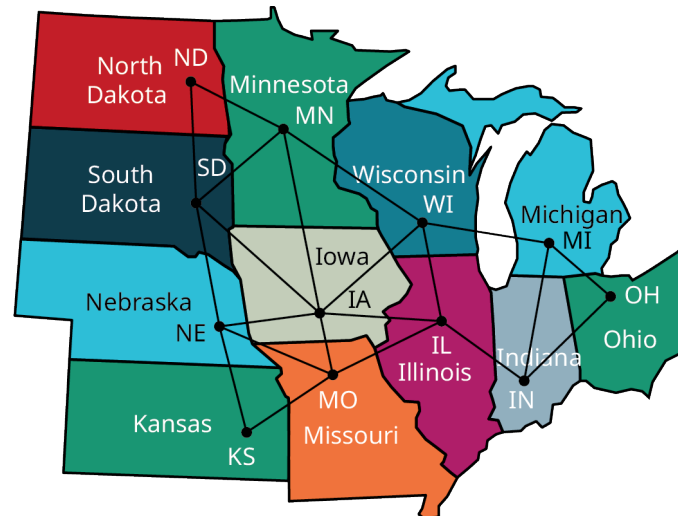 North
Dakota
ND
Minnesota
MN
South
Dakota
SD
Wisconsin
WI
Michigan
MI
Iowa
IA
Nebraska
NE
OH
Ohio
IL
Illinois
Indiana
IN
Kansas
KS
MO
Missouri